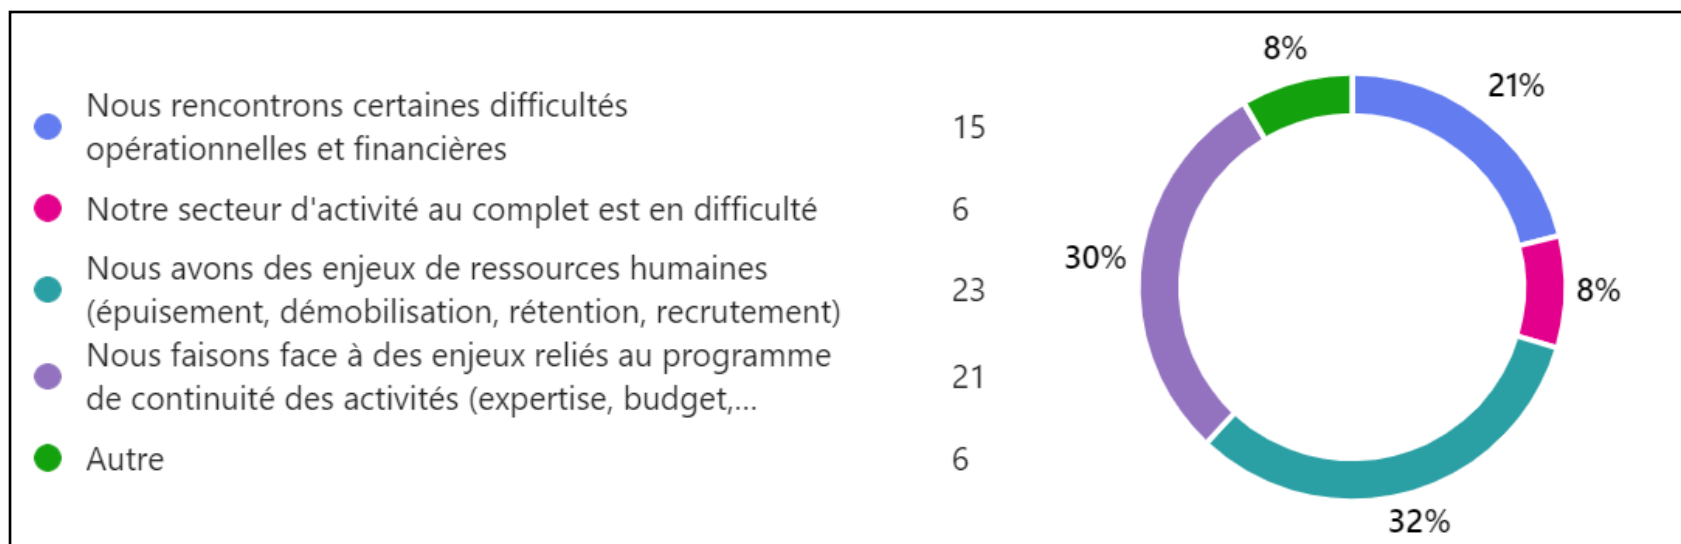 Nous rencontrons certaines difficultés
opérationnelles et financières
15
Notre secteur d'activité au complet est en difficulté
6
Nous avons des enjeux de ressources humaines
(épuisement, démobilisation, rétention, recrutement)
23
Nous faisons face à des enjeux reliés au programme
de continuité des activités (expertise, budget,...
21
Autre
6
8%
21%
30%
8%
32%